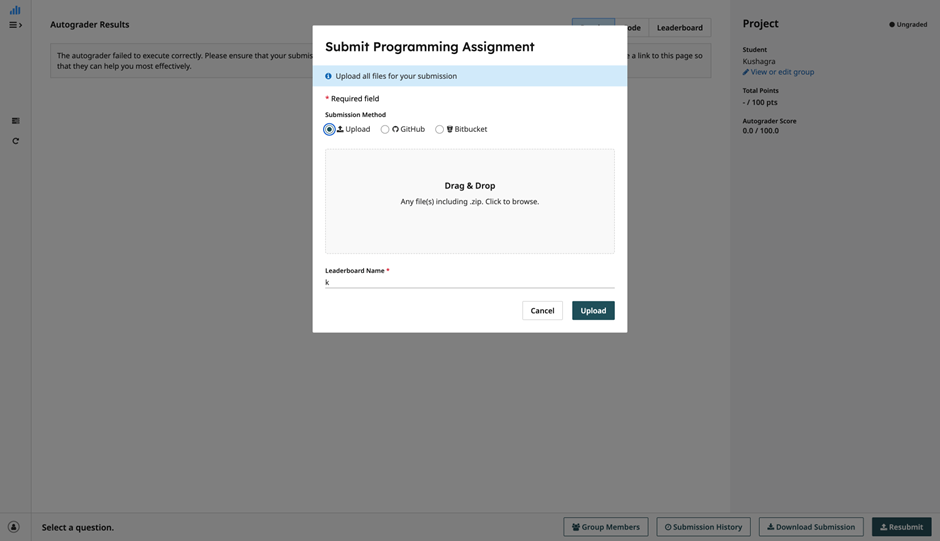 Autograder Results
ode
Leaderboard
The autograder failed to execute correctly. Please ensure that your submis
e a link to this page so
that they can help you most effectively.
Submit Programming Assignment
Upload all files for your submission
* Required field
Submission Method
Upload GitHub Bitbucket
Drag & Drop
Any file(s) including .zip. Click to browse.
Leaderboard Name *
k
Cancel Upload
Project
Ungraded
Student
Kushagra
View or edit group
Total Points
- / 100 pts
Autograder Score
0.0 / 100.0
Select a question.
Group Members Submission History Download Submission Resubmit